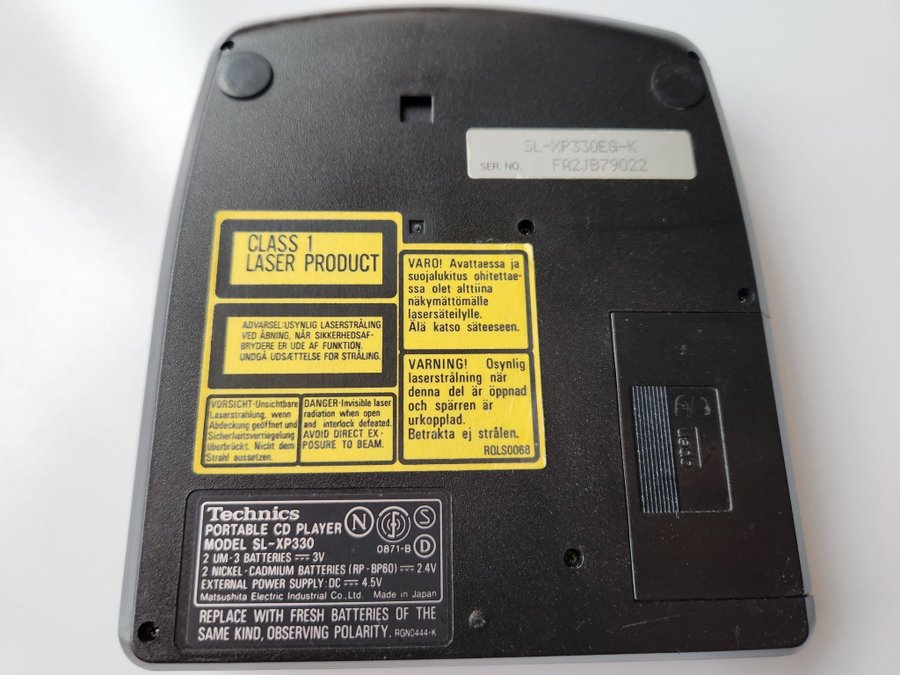 SL-XP330EG-K
SER. NO. FA2JB79022
CLASS 1
LASER PRODUCT
ADVARSEL:USYNLIG LASERSTRÅLING
VED ÅBNING, NÅR SIKKERHEDSAF-
BRYDERE ER UDE AF FUNKTION.
UNDGÅ UDSÆTTELSE FOR STRÅLING.
VORSICHT-Unsichtbare
Laserstrahlung, wenn
Abdeckung geöffnet und
Sicherheitsverriegelung
überbrückt. Nicht dem
Strahl aussetzen.
DANGER-Invisible laser
radiation when open
and interlock defeated.
AVOID DIRECT EX-
POSURE TO BEAM.
VARO! Avattaessa ja
suojalukitus ohitettae-
ssa olet alttiina
näkymättömälle
lasersäteilylle.
Älä katso säteeseen.
VARNING! Osynlig
laserstrålning när
denna del är öppnad
och spärren är
urkopplad.
Betrakta ej strålen.
RQLS0068
OPEN
Technics
PORTABLE CD PLAYER
MODEL SL-XP330
N
S
D
0871-B
2 UM-3 BATTERIES ⎓ 3V
2 NICKEL-CADMIUM BATTERIES (RP-BP60) ⎓ 2.4V
EXTERNAL POWER SUPPLY: DC ⎓ 4.5V
Matsushita Electric Industrial Co., Ltd. Made in Japan
REPLACE WITH FRESH BATTERIES OF THE
SAME KIND, OBSERVING POLARITY. RGN0444-K